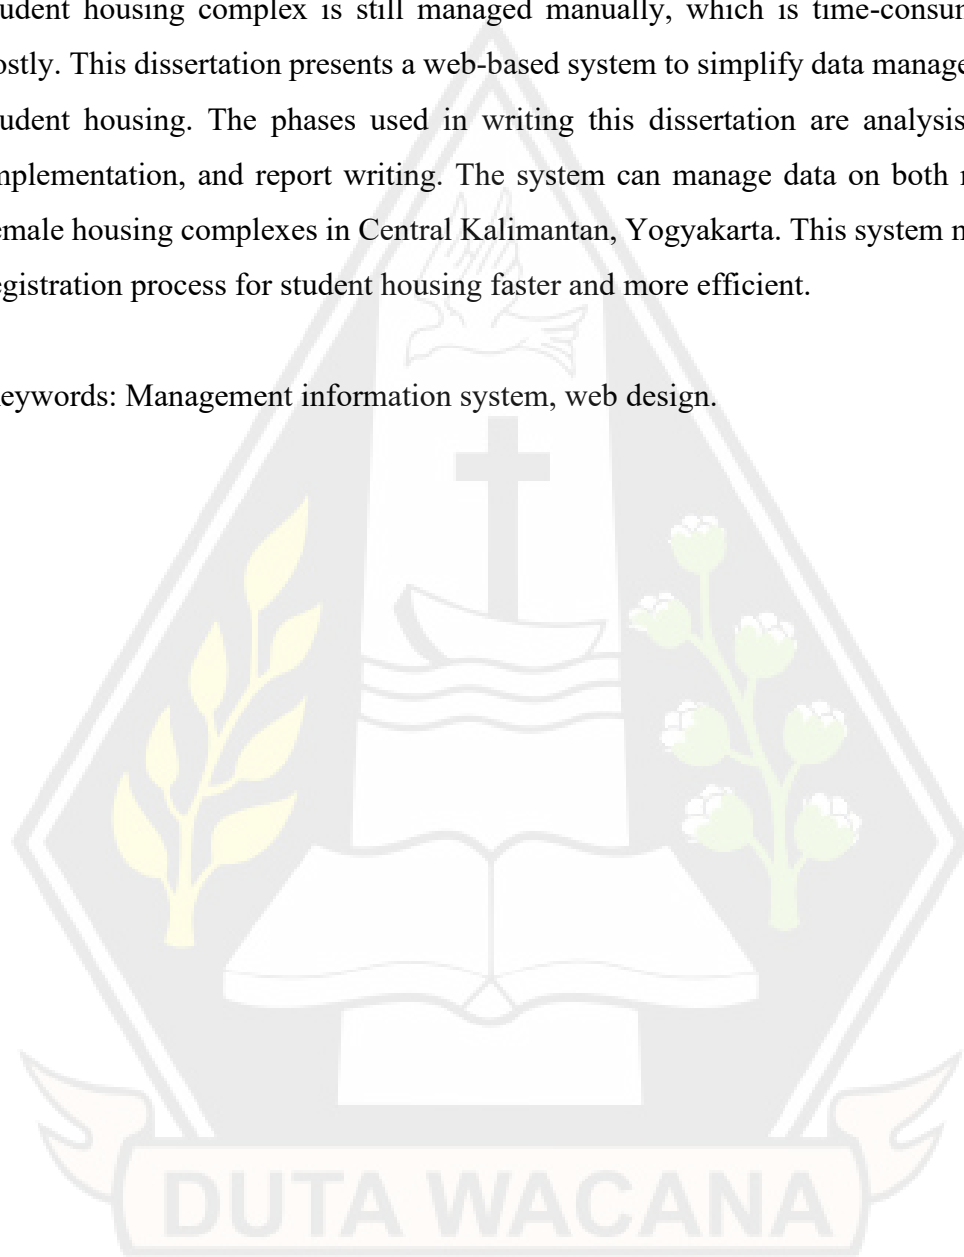 tudent housing complex is still managed manually, which is time-consum
ostly. This dissertation presents a web-based system to simplify data manage
tudent housing. The phases used in writing this dissertation are analysis
mplementation, and report writing. The system can manage data on both
emale housing complexes in Central Kalimantan, Yogyakarta. This system
egistration process for student housing faster and more efficient.
eywords: Management information system, web design.
DUTA WACANA